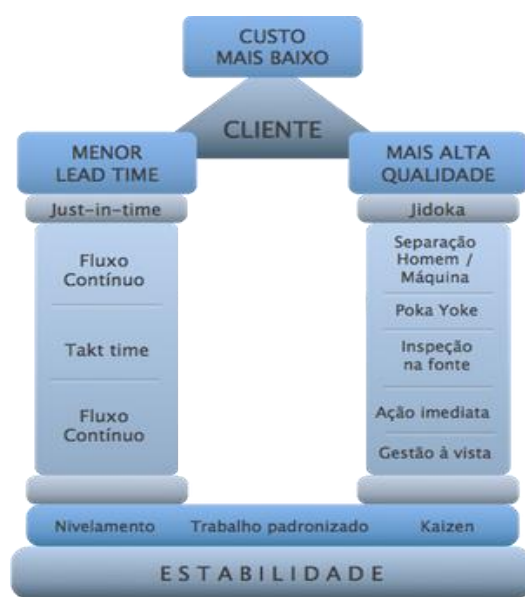 CUSTO
MAIS BAIXO
CLIENTE
MENOR
LEAD TIME
MAIS ALTA
QUALIDADE
Just-in-time
Jidoka
Fluxo
Contínuo
Takt time
Fluxo
Contínuo
Separação
Homem /
Máquina
Poka Yoke
Inspeção
na fonte
Ação imediata
Gestão à vista
Nivelamento Trabalho padronizado Kaizen
ESTABILIDADE